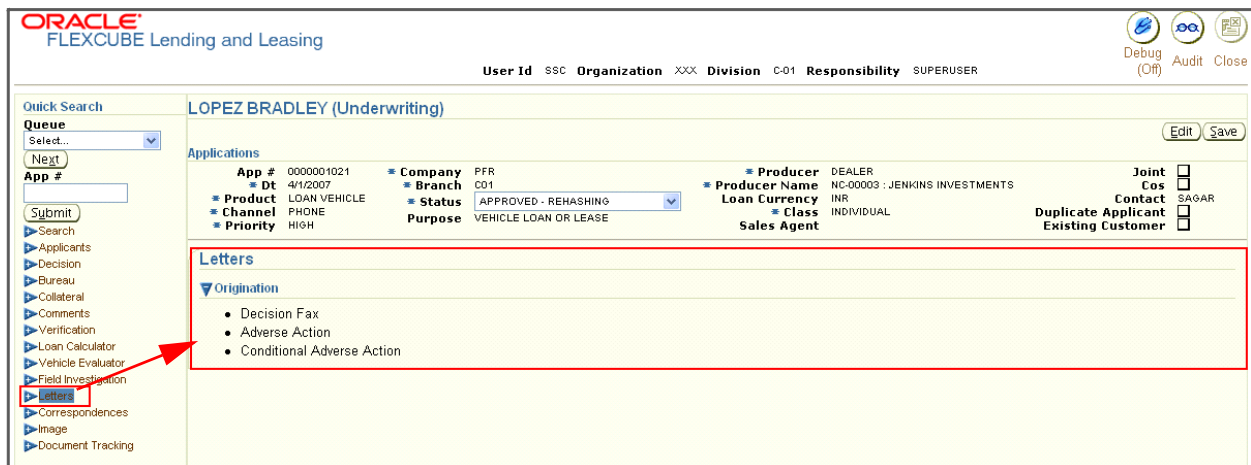 ORACLE®
FLEXCUBE Lending and Leasing
Debug (Off)
Audit
Close
User Id SSC Organization XXX Division C-01 Responsibility SUPERUSER
Quick Search
Queue
Select...
Next
App #
Submit
Search
Applicants
Decision
Bureau
Collateral
Comments
Verification
Loan Calculator
Vehicle Evaluator
Field Investigation
Letters
Correspondences
Image
Document Tracking
LOPEZ BRADLEY (Underwriting)
Edit Save
Applications
App # 0000001021
* Dt 4/1/2007
* Product LOAN VEHICLE
* Channel PHONE
* Priority HIGH
* Company PFR
* Branch C01
* Status APPROVED - REHASHING
Purpose VEHICLE LOAN OR LEASE
* Producer DEALER
* Producer Name NC-00003 : JENKINS INVESTMENTS
Loan Currency INR
* Class INDIVIDUAL
Sales Agent
Joint
Cos
Contact SAGAR
Duplicate Applicant
Existing Customer
Letters
Origination
• Decision Fax
• Adverse Action
• Conditional Adverse Action